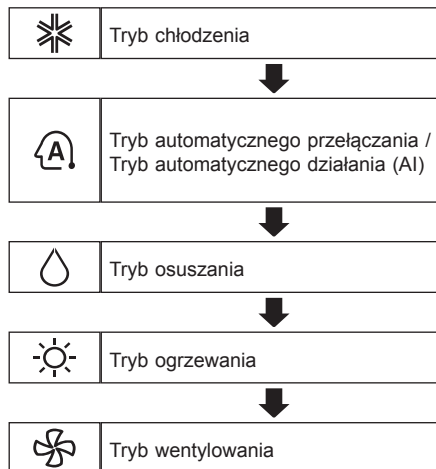 Tryb chłodzenia
A
Tryb automatycznego przełączania /
Tryb automatycznego działania (AI)
Tryb osuszania
Tryb ogrzewania
Tryb wentylowania